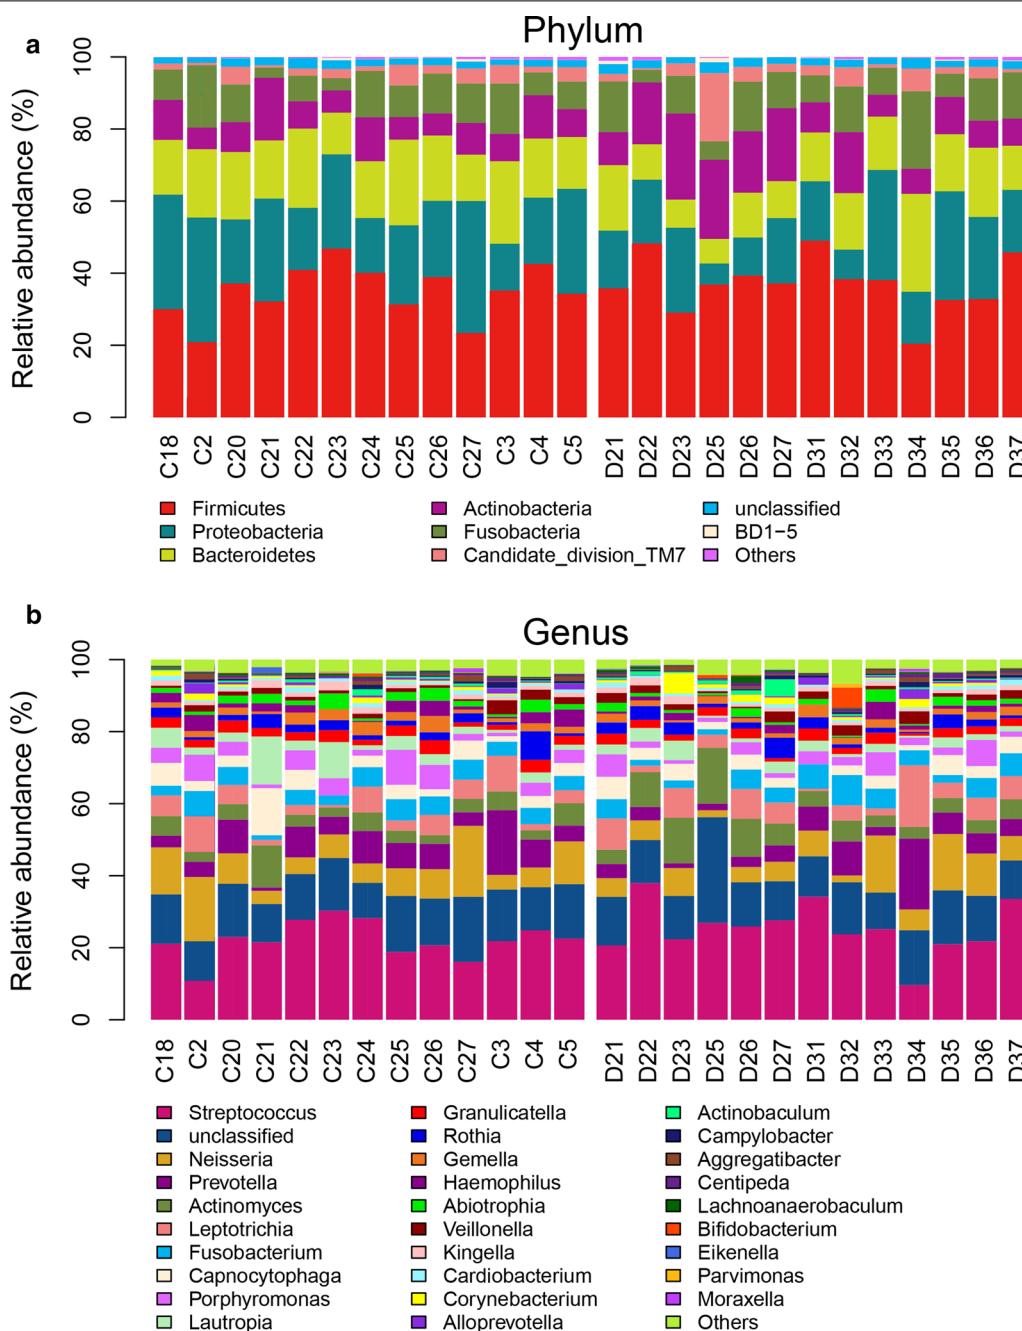 a
Phylum
Relative abundance (%)
100
80
60
40
20
0
C18 C2 C20 C21 C22 C23 C24 C25 C26 C27 C3 C4 C5 D21 D22 D23 D25 D26 D27 D31 D32 D33 D34 D35 D36 D37
Firmicutes Actinobacteria unclassified
Proteobacteria Fusobacteria BD1-5
Bacteroidetes Candidate_division_TM7 Others
b
Genus
Relative abundance (%)
100
80
60
40
20
0
C18 C2 C20 C21 C222 C23 C24 C25 C26 C27 C3 C4 C5 D21 D22 D23 D25 D26 D27 D31 D32 D33 D34 D35 D36 D37
Streptococcus Granulicatella Actinobaculum
unclassified Rothia Campylobacter
Neisseria Gemella Aggregatibacter
Prevotella Haemophilus Centipeda
Actinomyces Abiotrophia Lachnoanaerobaculum
Leptotrichia Veillonella Bifidobacterium
Fusobacterium Kingella Eikenella
Capnocytophaga Cardiobacterium Parvimonas
Porphyromonas Corynebacterium Moraxella
Lautropia Alloprevotella Others